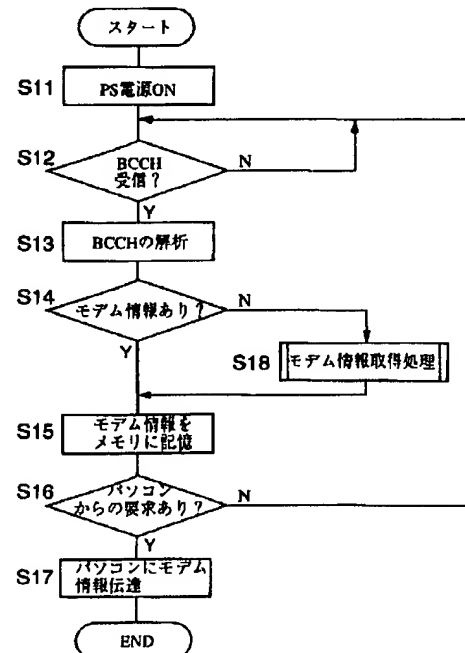 スタート
S11
PS電源ON
S12
BCCH
受信?
N
Y
S13
BCCHの解析
S14
モデム情報あり?
N
Y
S18
モデム情報取得処理
S15
モデム情報を
メモリに記憶
S16
パソコン
からの要求あり?
N
Y
S17
パソコンにモデム
情報伝達
END